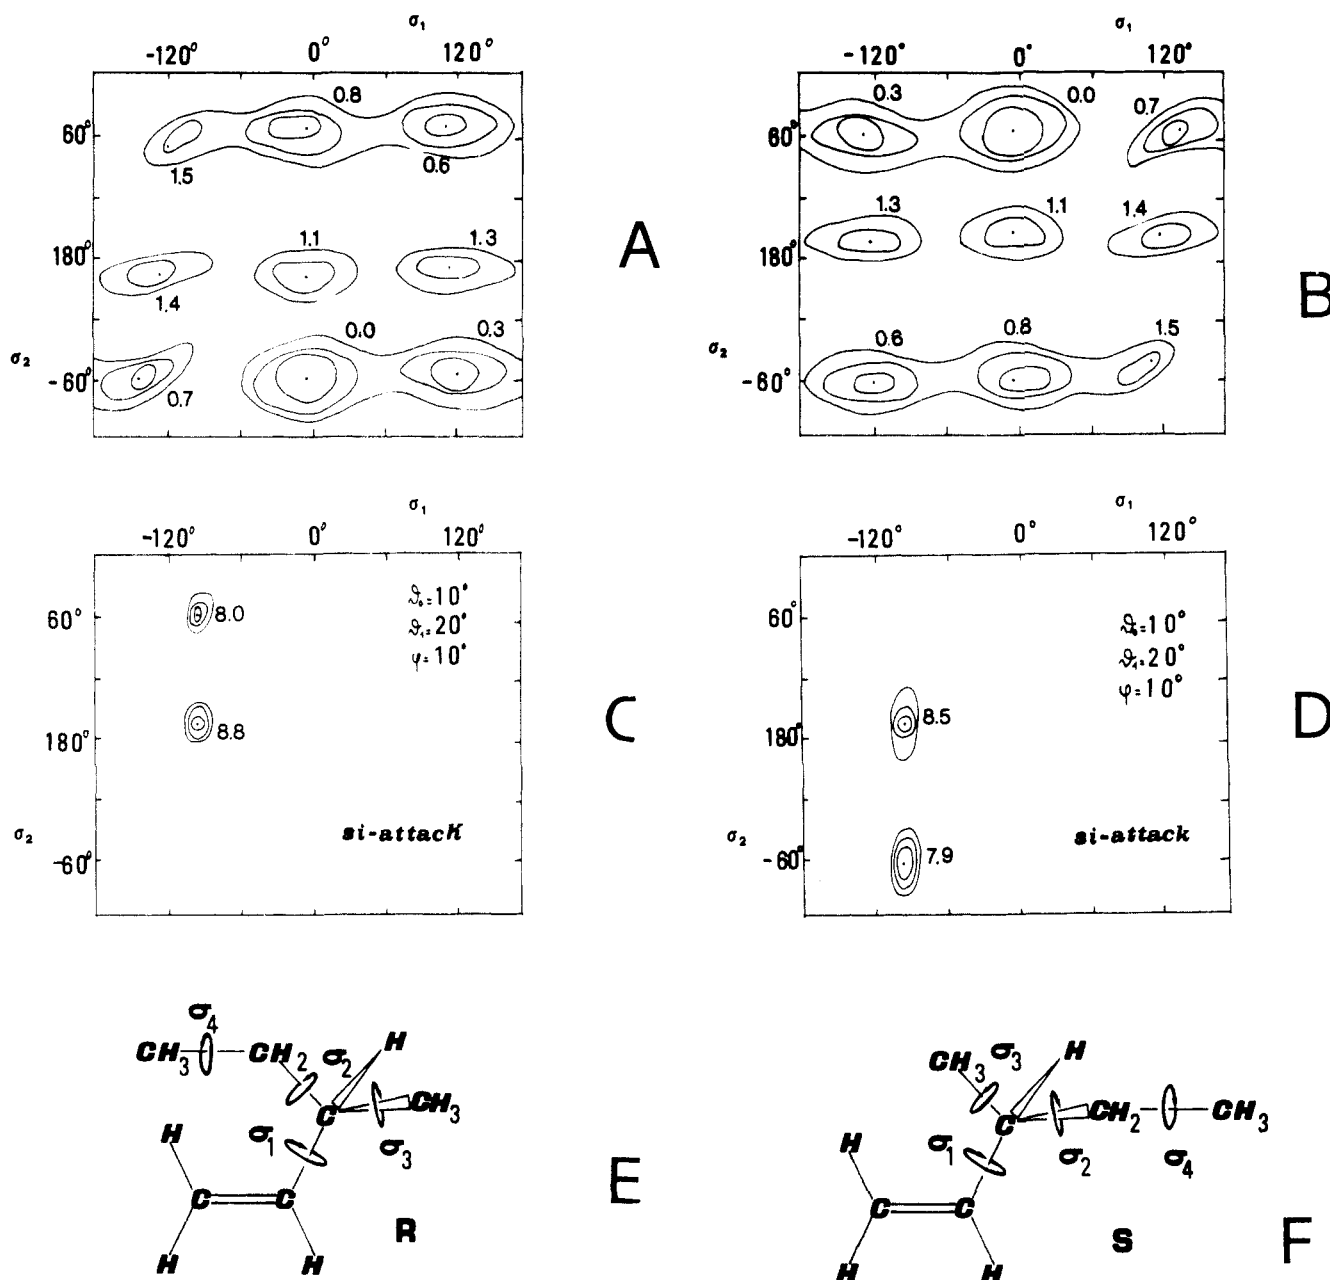 σ₁ σ₁
-120° 0° 120° -120° 0° 120°
0.8 0.3 0.0 0.7
60° 60°
1.5 0.6
1.3 1.1 1.4
1.1 1.3 A
180° 180°
1.4 B
0.0 0.3 0.6 0.8 1.5
σ₂ σ₂
-60° -60°
0.7
σ₁ σ₁
-120° 0° 120° -120° 0° 120°
ϑ₀=10°
60° 8.0 60° ϑ₀=10°
ϑ₁=20°
φ=10° ϑ₁=20°
φ=10°
8.8 C 8.5 D
180° 180°
σ₂ si-attack σ₂ si-attack
-60° -60° 7.9
σ₄ H σ₃ H
CH₃ CH₂ σ₂ CH₃
C CH₃ C CH₂ CH₃
H σ₁ σ₃ H σ₁ σ₂ σ₄
E
C C C C
R S F
H H H H